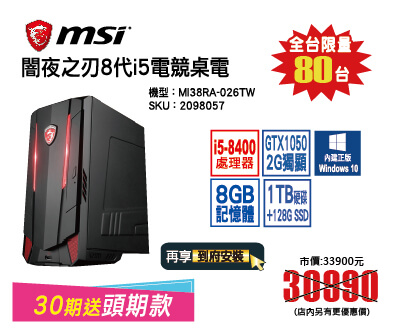 msi
全台限量
80台
闇夜之刃8代i5電競桌電
機型：MI38RA-026TW
SKU：2098057
i5-8400
處理器
GTX1050
2G獨顯
內建正版
Windows 10
8GB
記憶體
1TB硬碟
+128G SSD
再享 到府安裝
市價:33900元
30090
(店內另有更優惠價)
30期送頭期款